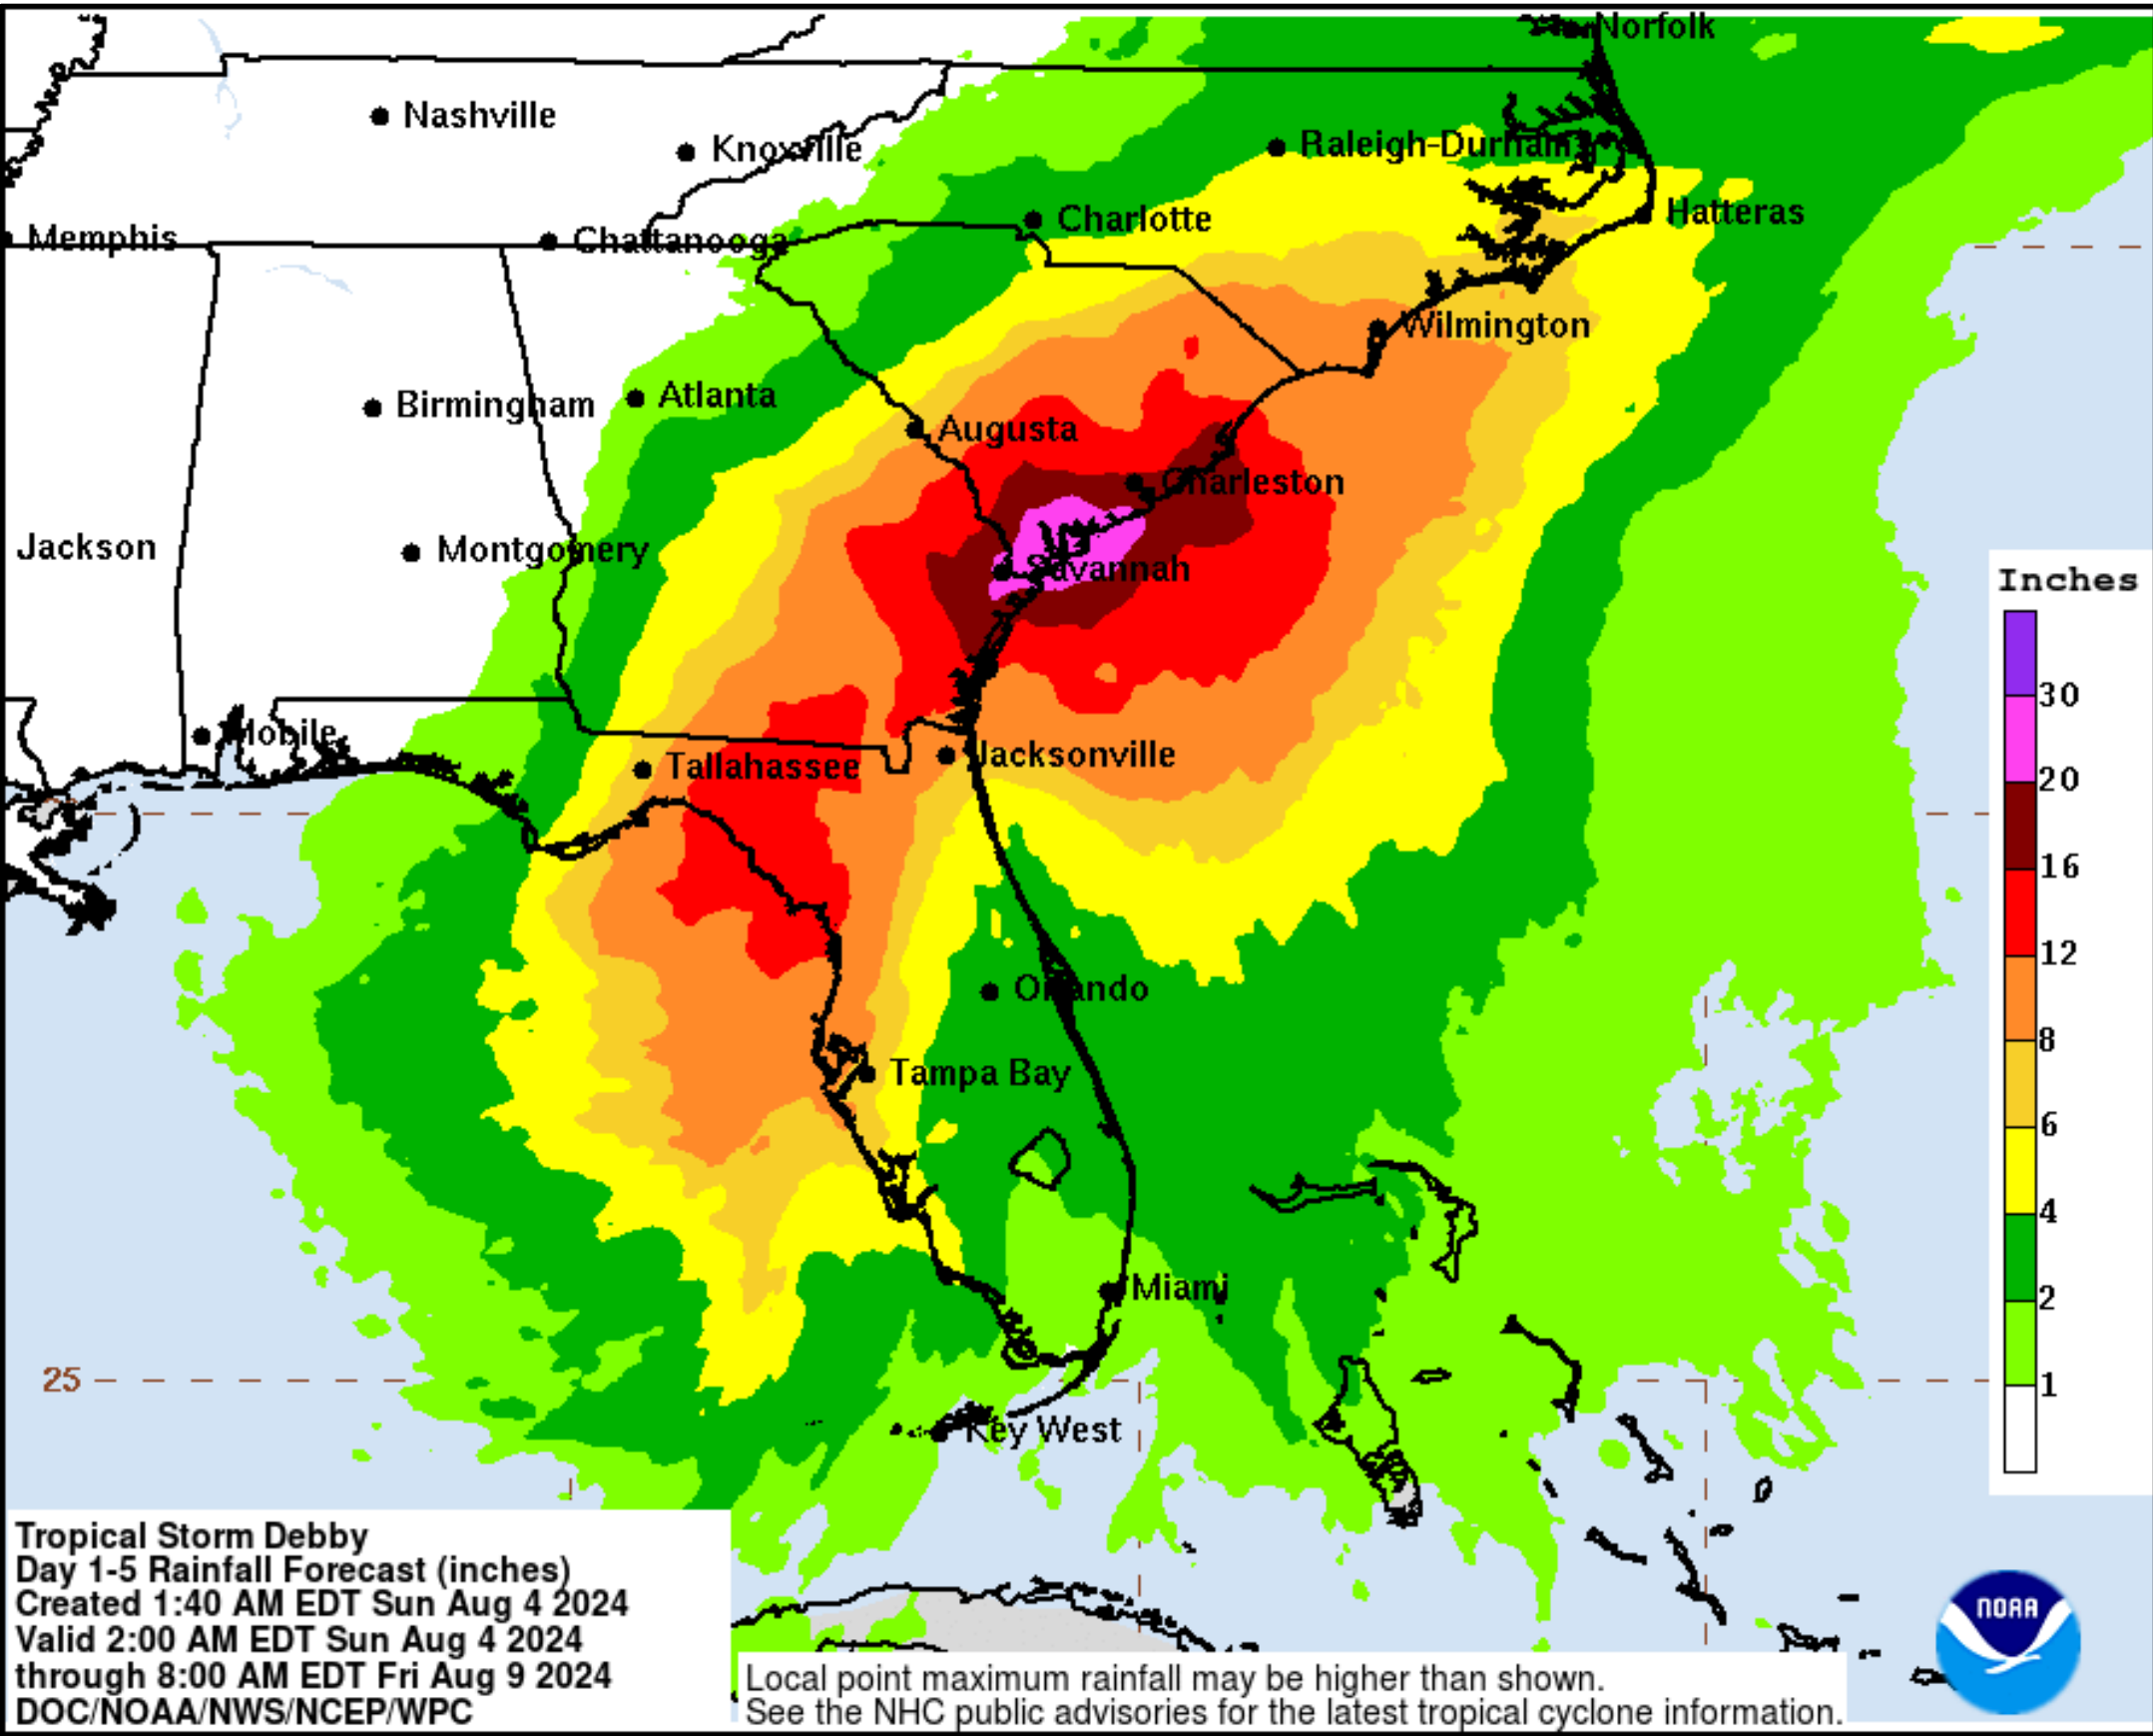 Norfolk
Nashville
Knoxville
Raleigh-Durham
Charlotte
Hatteras
Memphis
Chattanooga
Wilmington
Birmingham
Atlanta
Augusta
Charleston
Jackson
Montgomery
Savannah
Inches
30
20
16
12
8
6
4
2
1
Mobile
Tallahassee
Jacksonville
Orlando
Tampa Bay
Miami
25
Key West
Tropical Storm Debby
Day 1-5 Rainfall Forecast (inches)
Created 1:40 AM EDT Sun Aug 4 2024
Valid 2:00 AM EDT Sun Aug 4 2024
through 8:00 AM EDT Fri Aug 9 2024
DOC/NOAA/NWS/NCEP/WPC
Local point maximum rainfall may be higher than shown.
See the NHC public advisories for the latest tropical cyclone information.
NOAA